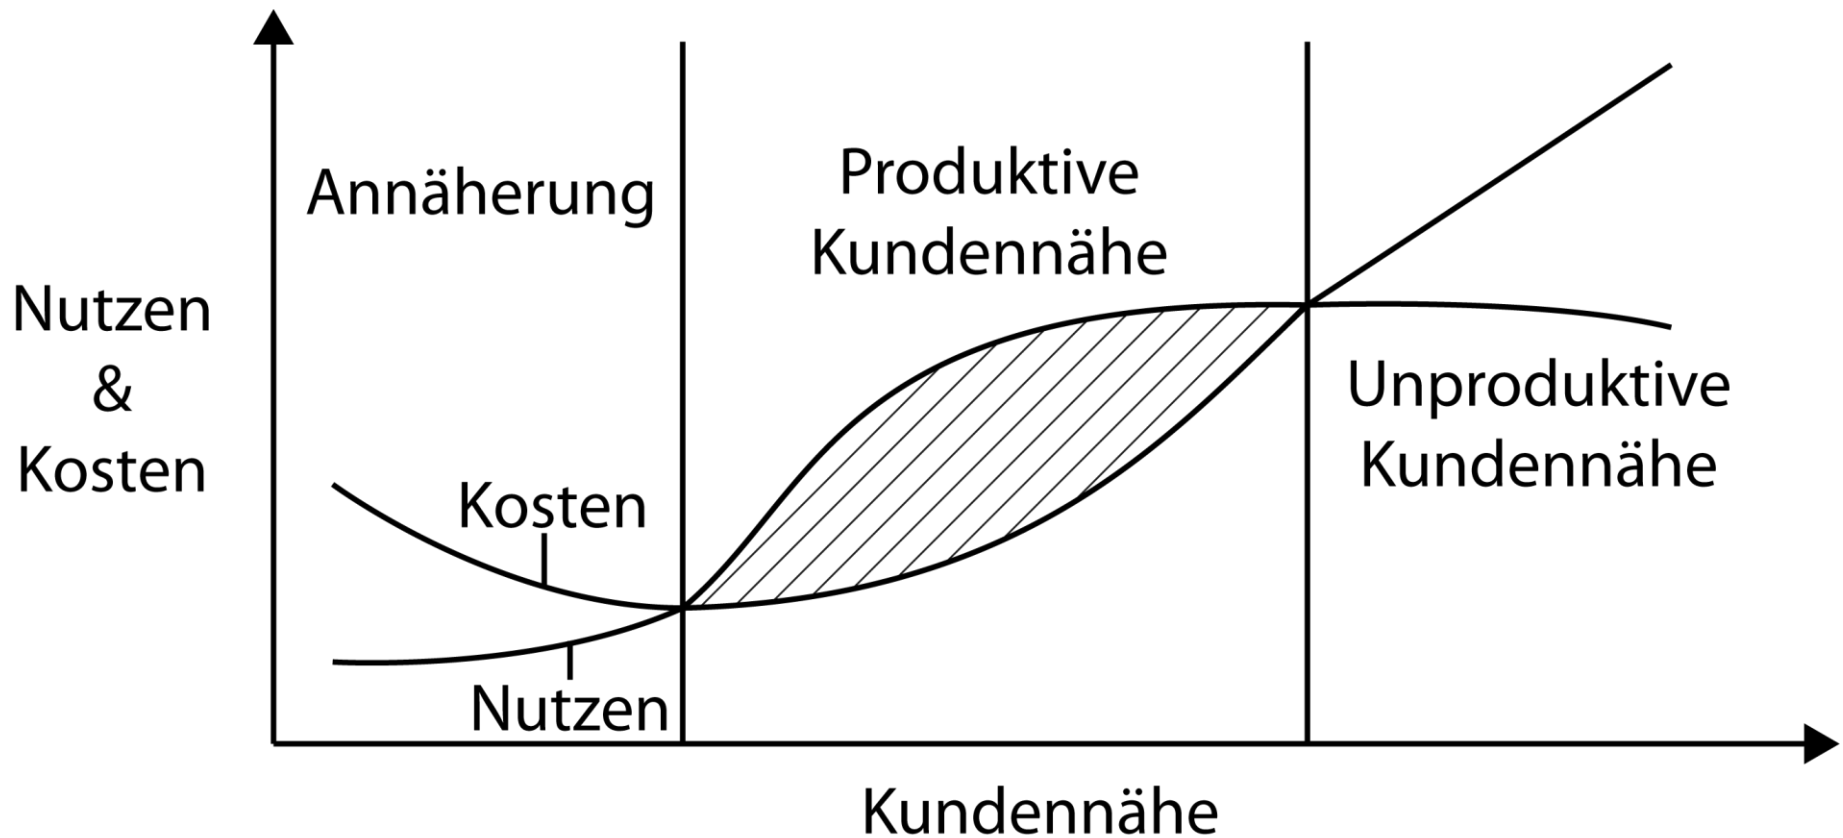 Annäherung
Produktive
Kundennähe
Nutzen
&
Kosten
Unproduktive
Kundennähe
Kosten
Nutzen
Kundennähe